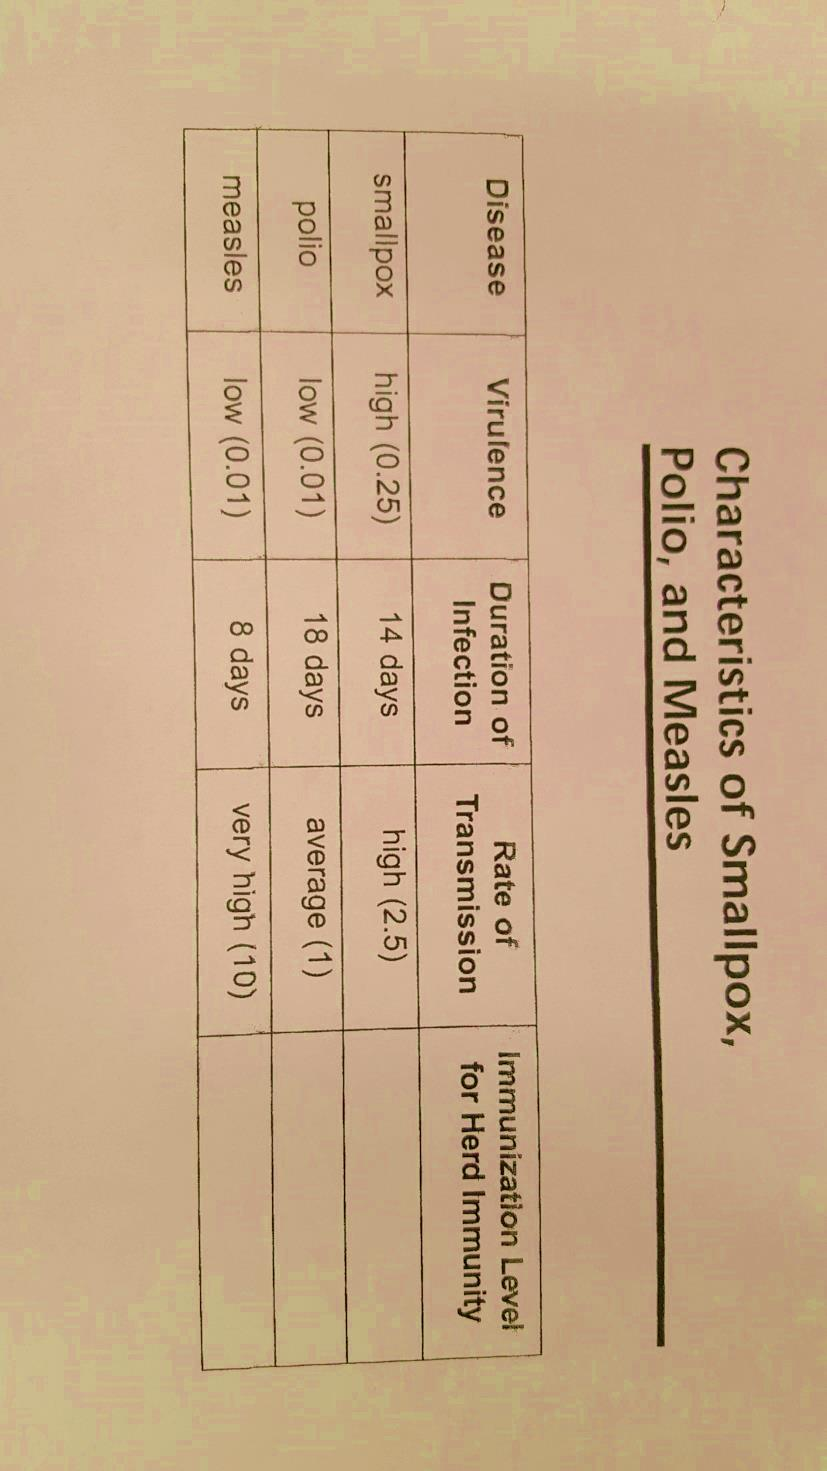 Characteristics of Smallpox,
Polio, and Measles
Disease
Virulence
Duration of
Infection
Rate of
Transmission
Immunization Level
for Herd Immunity
smallpox
high (0.25)
14 days
high (2.5)
polio
low (0.01)
18 days
average (1)
measles
low (0.01)
8 days
very high (10)